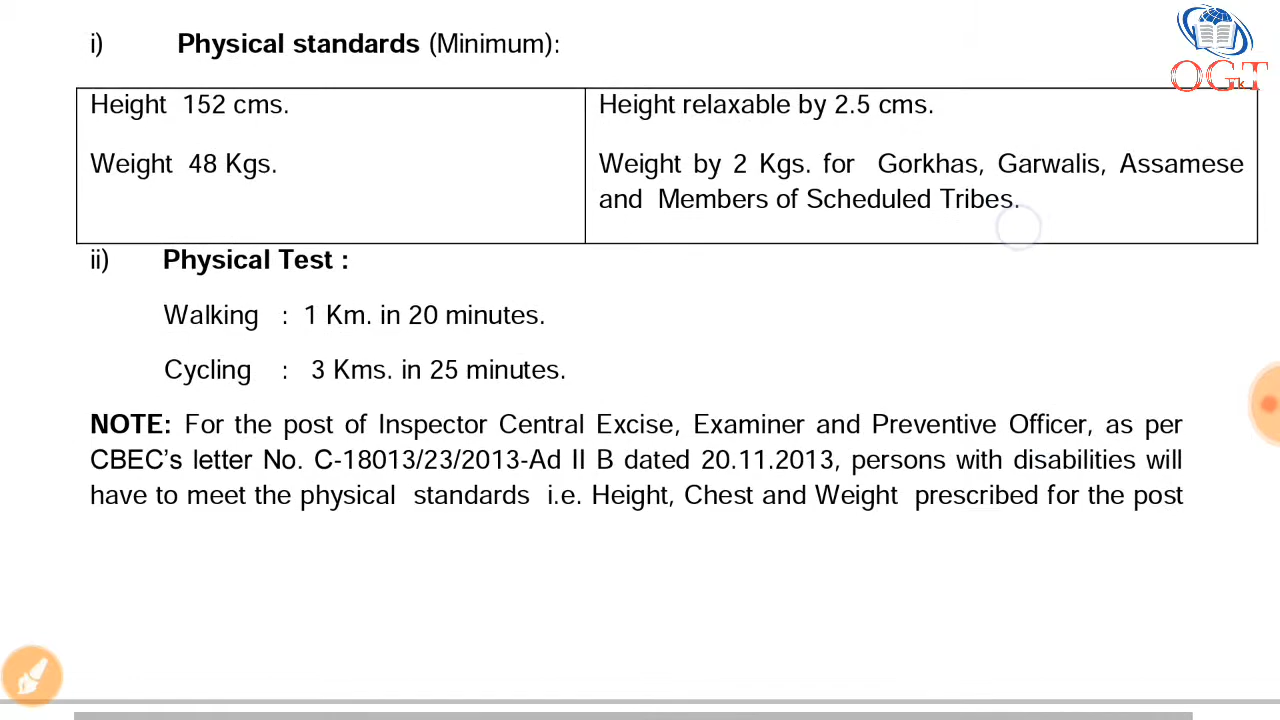 OGT
i) Physical standards (Minimum):
Height 152 cms.
Weight 48 Kgs.
Height relaxable by 2.5 cms.
Weight by 2 Kgs. for Gorkhas, Garwalis, Assamese
and Members of Scheduled Tribes.
ii) Physical Test :
Walking : 1 Km. in 20 minutes.
Cycling : 3 Kms. in 25 minutes.
NOTE: For the post of Inspector Central Excise, Examiner and Preventive Officer, as per
CBEC’s letter No. C-18013/23/2013-Ad II B dated 20.11.2013, persons with disabilities will
have to meet the physical standards i.e. Height, Chest and Weight prescribed for the post